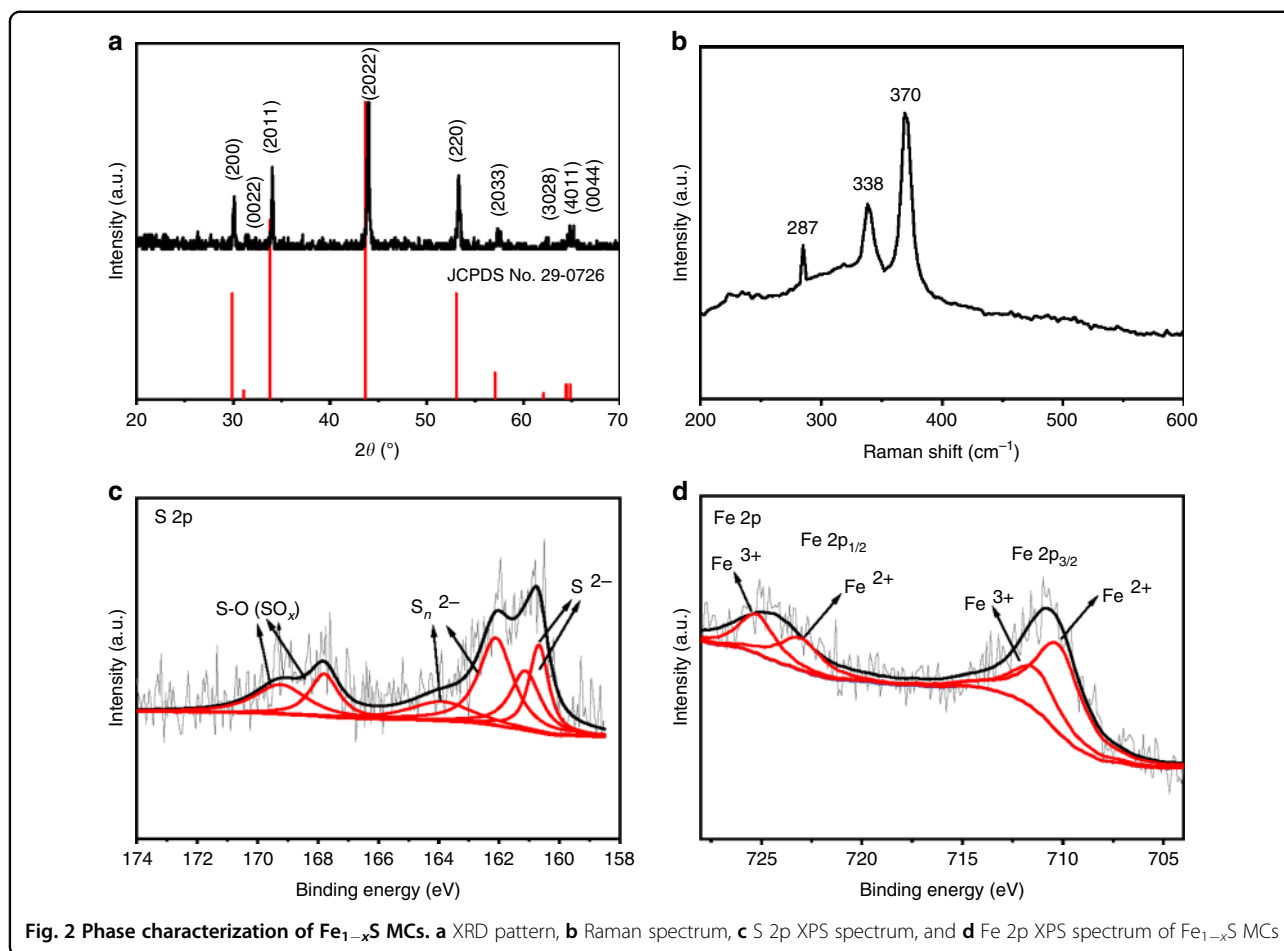 a
(200)
(0022)
(2011)
(2022)
(220)
(2033)
(3028)
(4011)
(0044)
JCPDS No. 29-0726
Intensity (a.u.)
20 30 40 50 60 70
2θ (°)
b
287
338
370
Intensity (a.u.)
200 300 400 500 600
Raman shift (cm⁻¹)
c
S 2p
S-O (SOₓ)
Sₙ ²⁻
S ²⁻
Intensity (a.u.)
174 172 170 168 166 164 162 160 158
Binding energy (eV)
d
Fe 2p
Fe 2p₁/₂
Fe 2p₃/₂
Fe ³⁺
Fe ²⁺
Fe ³⁺
Fe ²⁺
Intensity (a.u.)
725 720 715 710 705
Binding energy (eV)
Fig. 2 Phase characterization of Fe₁₋ₓS MCs. a XRD pattern, b Raman spectrum, c S 2p XPS spectrum, and d Fe 2p XPS spectrum of Fe₁₋ₓS MCs